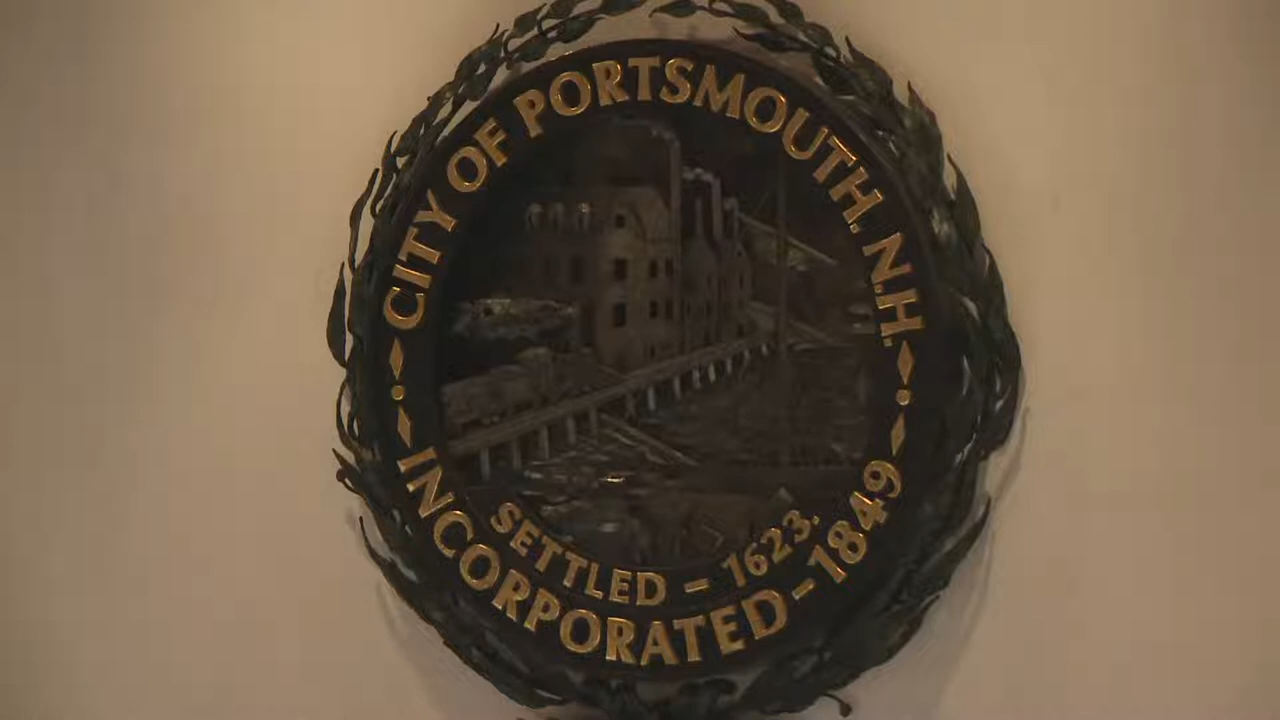 CITY OF PORTSMOUTH. N.H.
SETTLED – 1623.
INCORPORATED – 1849